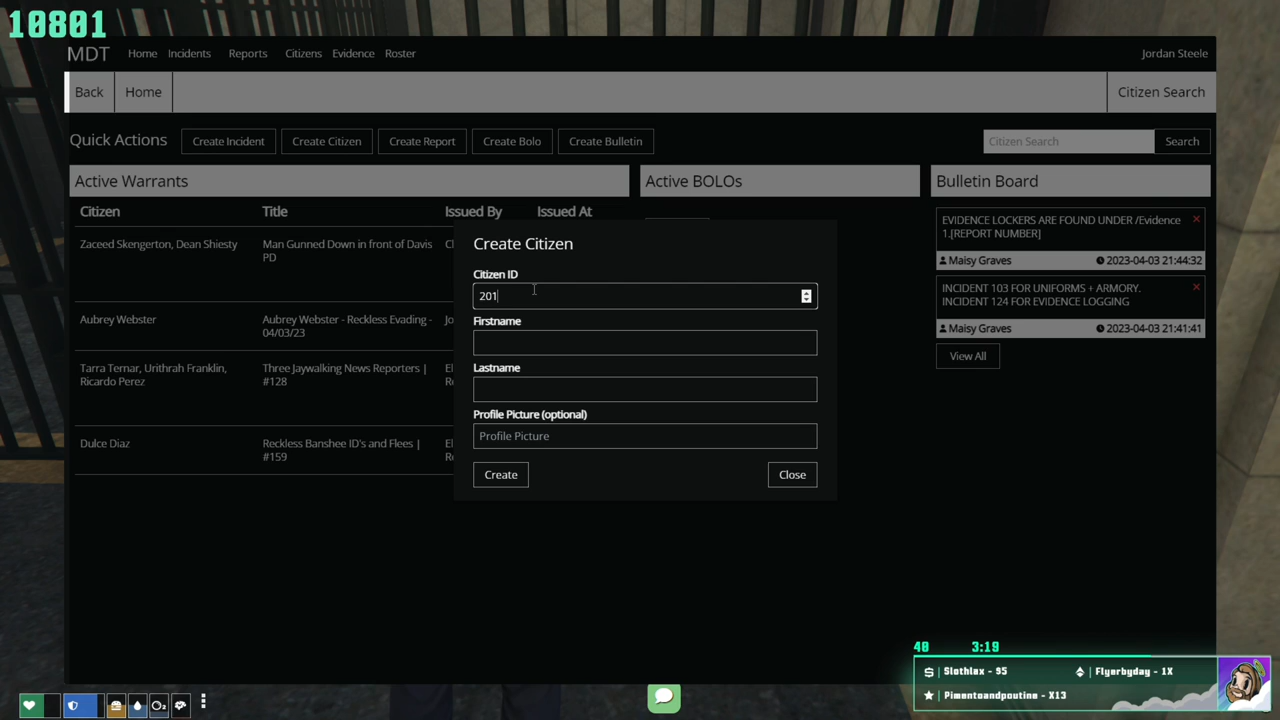 10801
MDT Home Incidents Reports Citizens Evidence Roster Jordan Steele
Back Home Citizen Search
Quick Actions Create Incident Create Citizen Create Report Create Bolo Create Bulletin Citizen Search Search
Active Warrants Active BOLOs Bulletin Board
Citizen Title Issued By Issued At
EVIDENCE LOCKERS ARE FOUND UNDER /Evidence
1.[REPORT NUMBER]
Maisy Graves 2023-04-03 21:44:32
INCIDENT 103 FOR UNIFORMS + ARMORY.
INCIDENT 124 FOR EVIDENCE LOGGING
Maisy Graves 2023-04-03 21:41:41
View All
Zaceed Skengerton, Dean Shiesty Man Gunned Down in front of Davis
PD
Aubrey Webster Aubrey Webster - Reckless Evading -
04/03/23
Tarra Ternar, Urithrah Franklin,
Ricardo Perez
Three Jaywalking News Reporters |
#128
Dulce Diaz Reckless Banshee ID's and Flees |
#159
Create Citizen
Citizen ID
201
Firstname
Lastname
Profile Picture (optional)
Profile Picture
Create Close
40 3:19
Slothlax - 95 Flyerbyday - 1X
Pimentoandpoutine - X13
O2